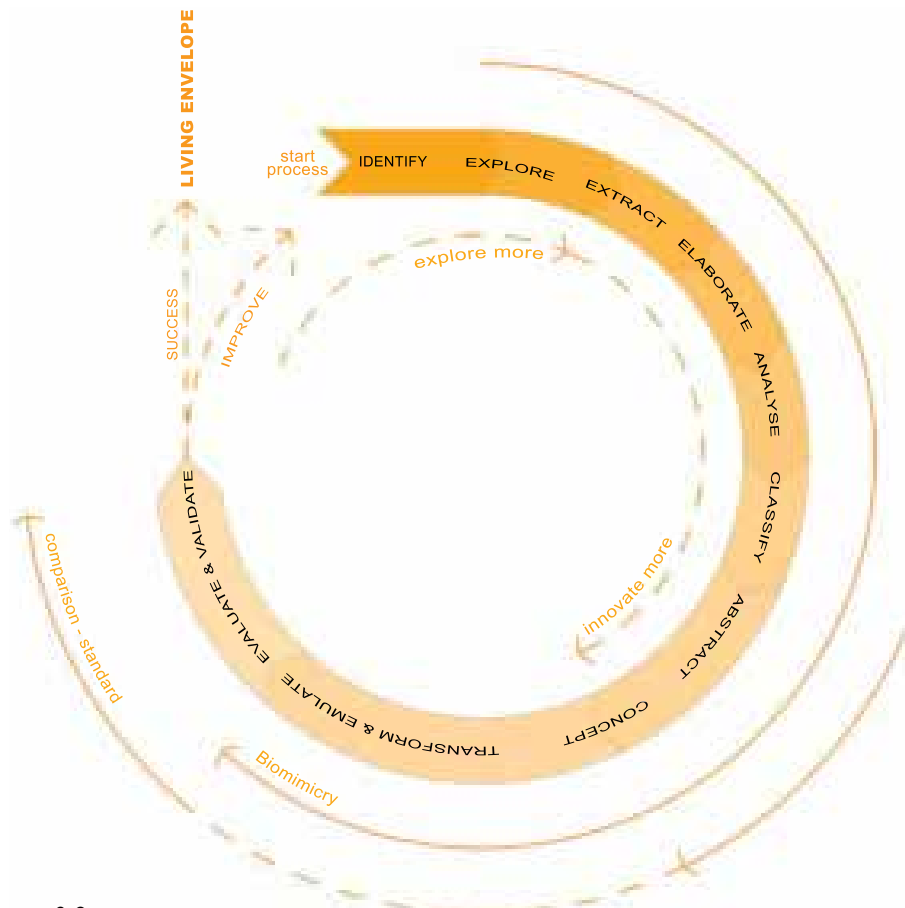 LIVING ENVELOPE
start
process
IDENTIFY
EXPLORE
EXTRACT
ELABORATE
ANALYSE
CLASSIFY
ABSTRACT
CONCEPT
TRANSFORM & EMULATE
EVALUATE & VALIDATE
SUCCESS
IMPROVE
explore more
innovate more
Biomimicry
comparison - standard